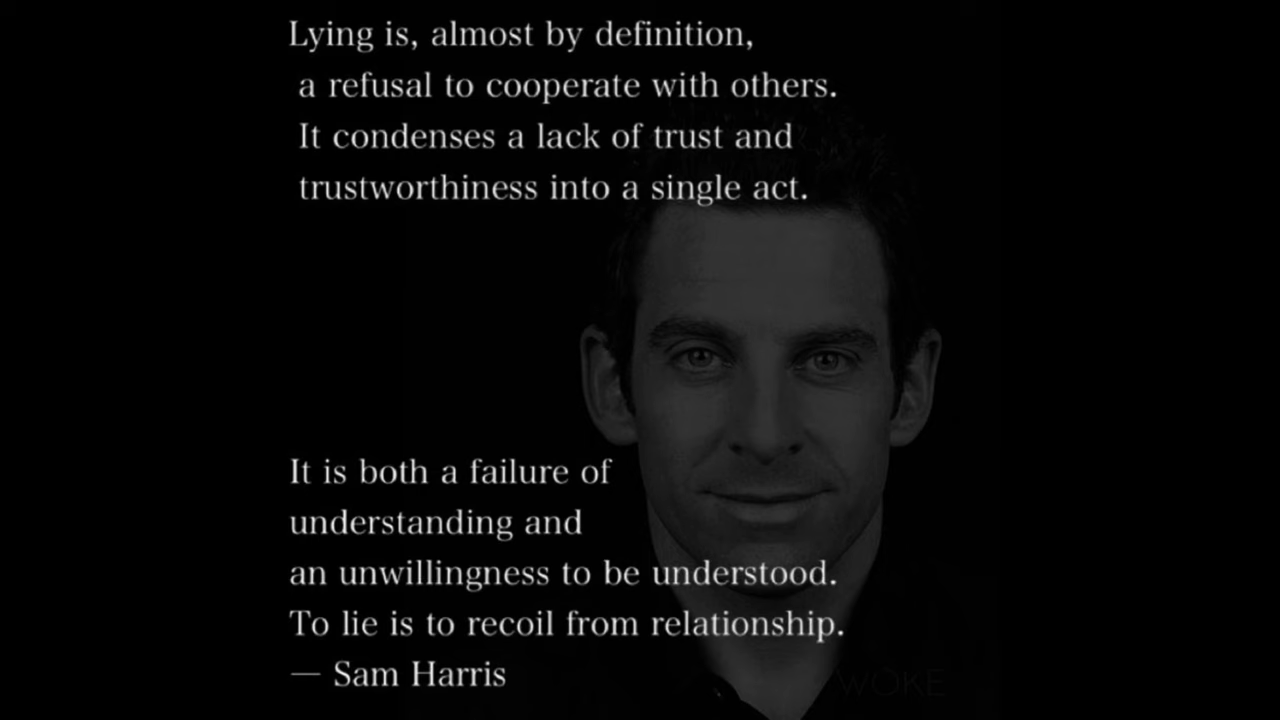 Lying is, almost by definition,
a refusal to cooperate with others.
It condenses a lack of trust and
trustworthiness into a single act.
It is both a failure of
understanding and
an unwillingness to be understood.
To lie is to recoil from relationship.
— Sam Harris
WOKE